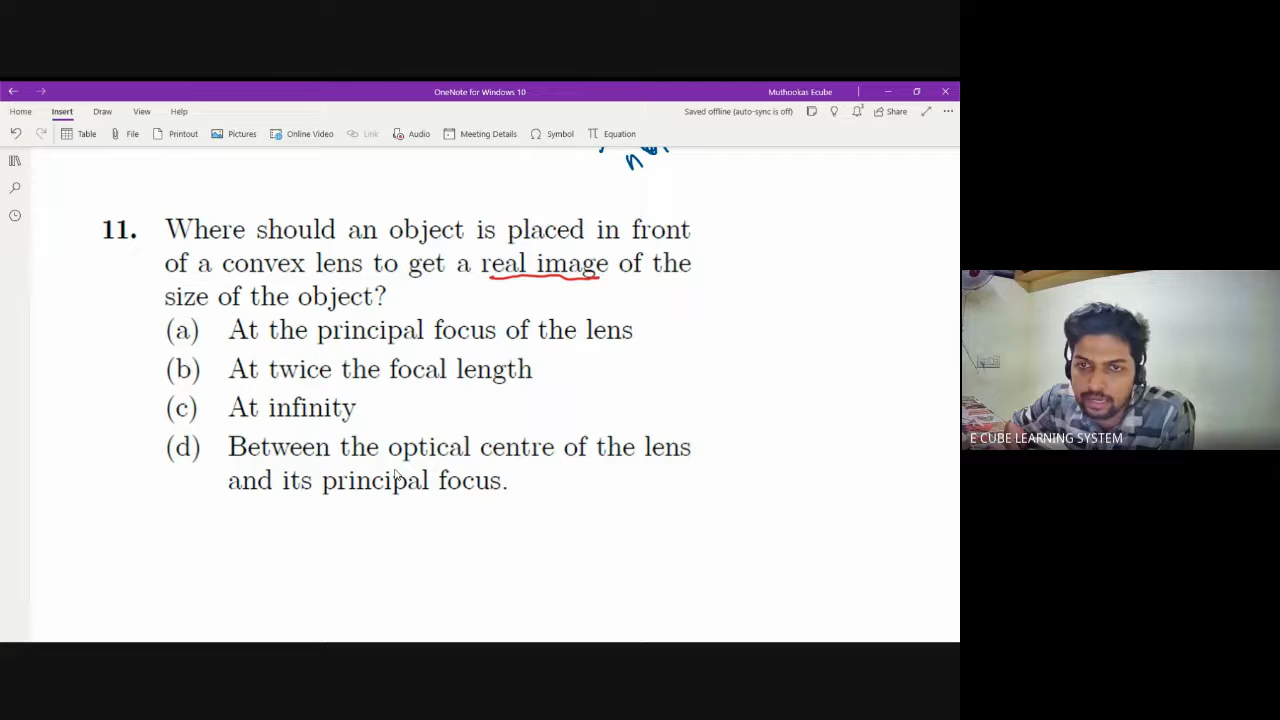 OneNote for Windows 10
Muthookas Ecube
Home Insert Draw View Help
Saved offline (auto-sync is off)
Share
Table File Printout Pictures Online Video Link Audio Meeting Details Symbol Equation
11. Where should an object is placed in front
of a convex lens to get a real image of the
size of the object?
(a) At the principal focus of the lens
(b) At twice the focal length
(c) At infinity
(d) Between the optical centre of the lens
and its principal focus.
E CUBE LEARNING SYSTEM